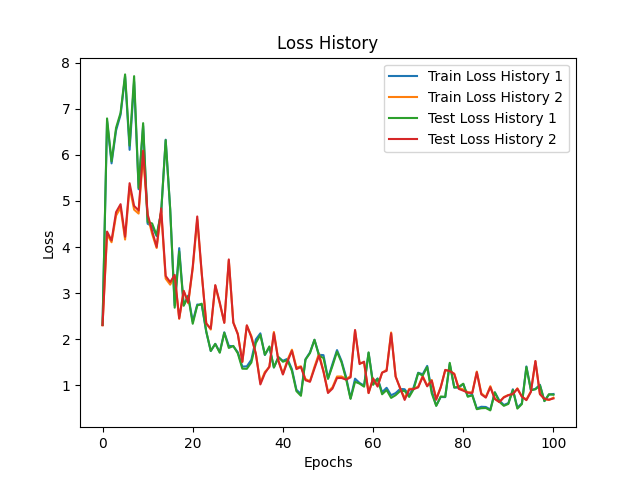 Loss History
Train Loss History 1
Train Loss History 2
Test Loss History 1
Test Loss History 2
8
7
6
5
4
3
2
1
Loss
0 20 40 60 80 100
Epochs